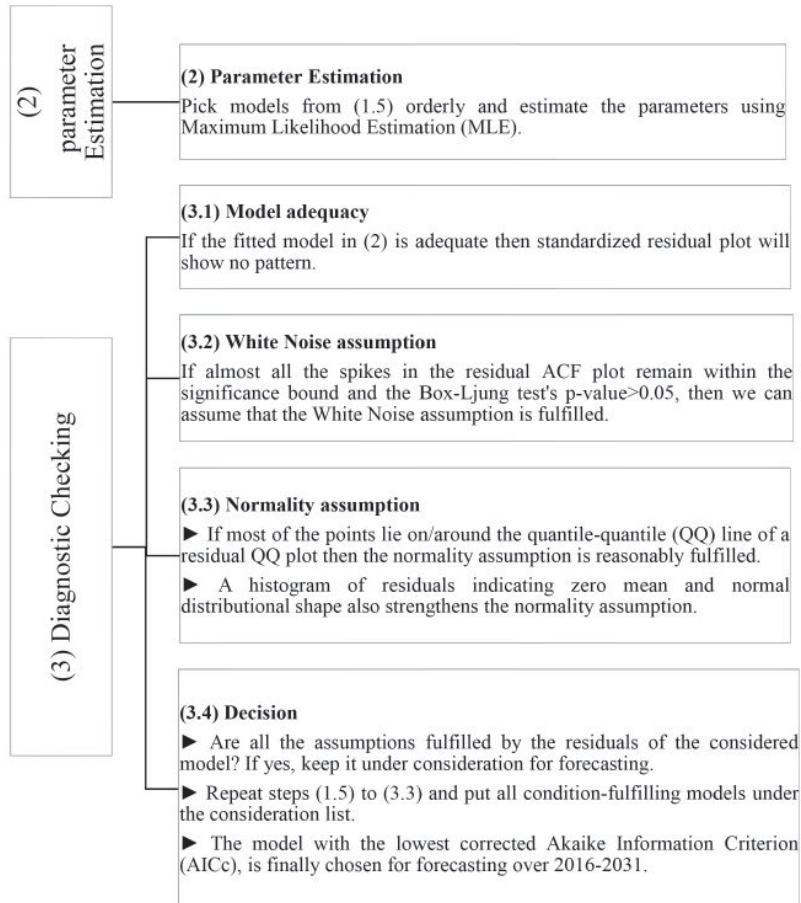 (2)
parameter
Estimation
(2) Parameter Estimation
Pick models from (1.5) orderly and estimate the parameters using
Maximum Likelihood Estimation (MLE).
(3) Diagnostic Checking
(3.1) Model adequacy
If the fitted model in (2) is adequate then standardized residual plot will
show no pattern.
(3.2) White Noise assumption
If almost all the spikes in the residual ACF plot remain within the
significance bound and the Box-Ljung test's p-value>0.05, then we can
assume that the White Noise assumption is fulfilled.
(3.3) Normality assumption
► If most of the points lie on/around the quantile-quantile (QQ) line of a
residual QQ plot then the normality assumption is reasonably fulfilled.
► A histogram of residuals indicating zero mean and normal
distributional shape also strengthens the normality assumption.
(3.4) Decision
► Are all the assumptions fulfilled by the residuals of the considered
model? If yes, keep it under consideration for forecasting.
► Repeat steps (1.5) to (3.3) and put all condition-fulfilling models under
the consideration list.
► The model with the lowest corrected Akaike Information Criterion
(AICc), is finally chosen for forecasting over 2016-2031.